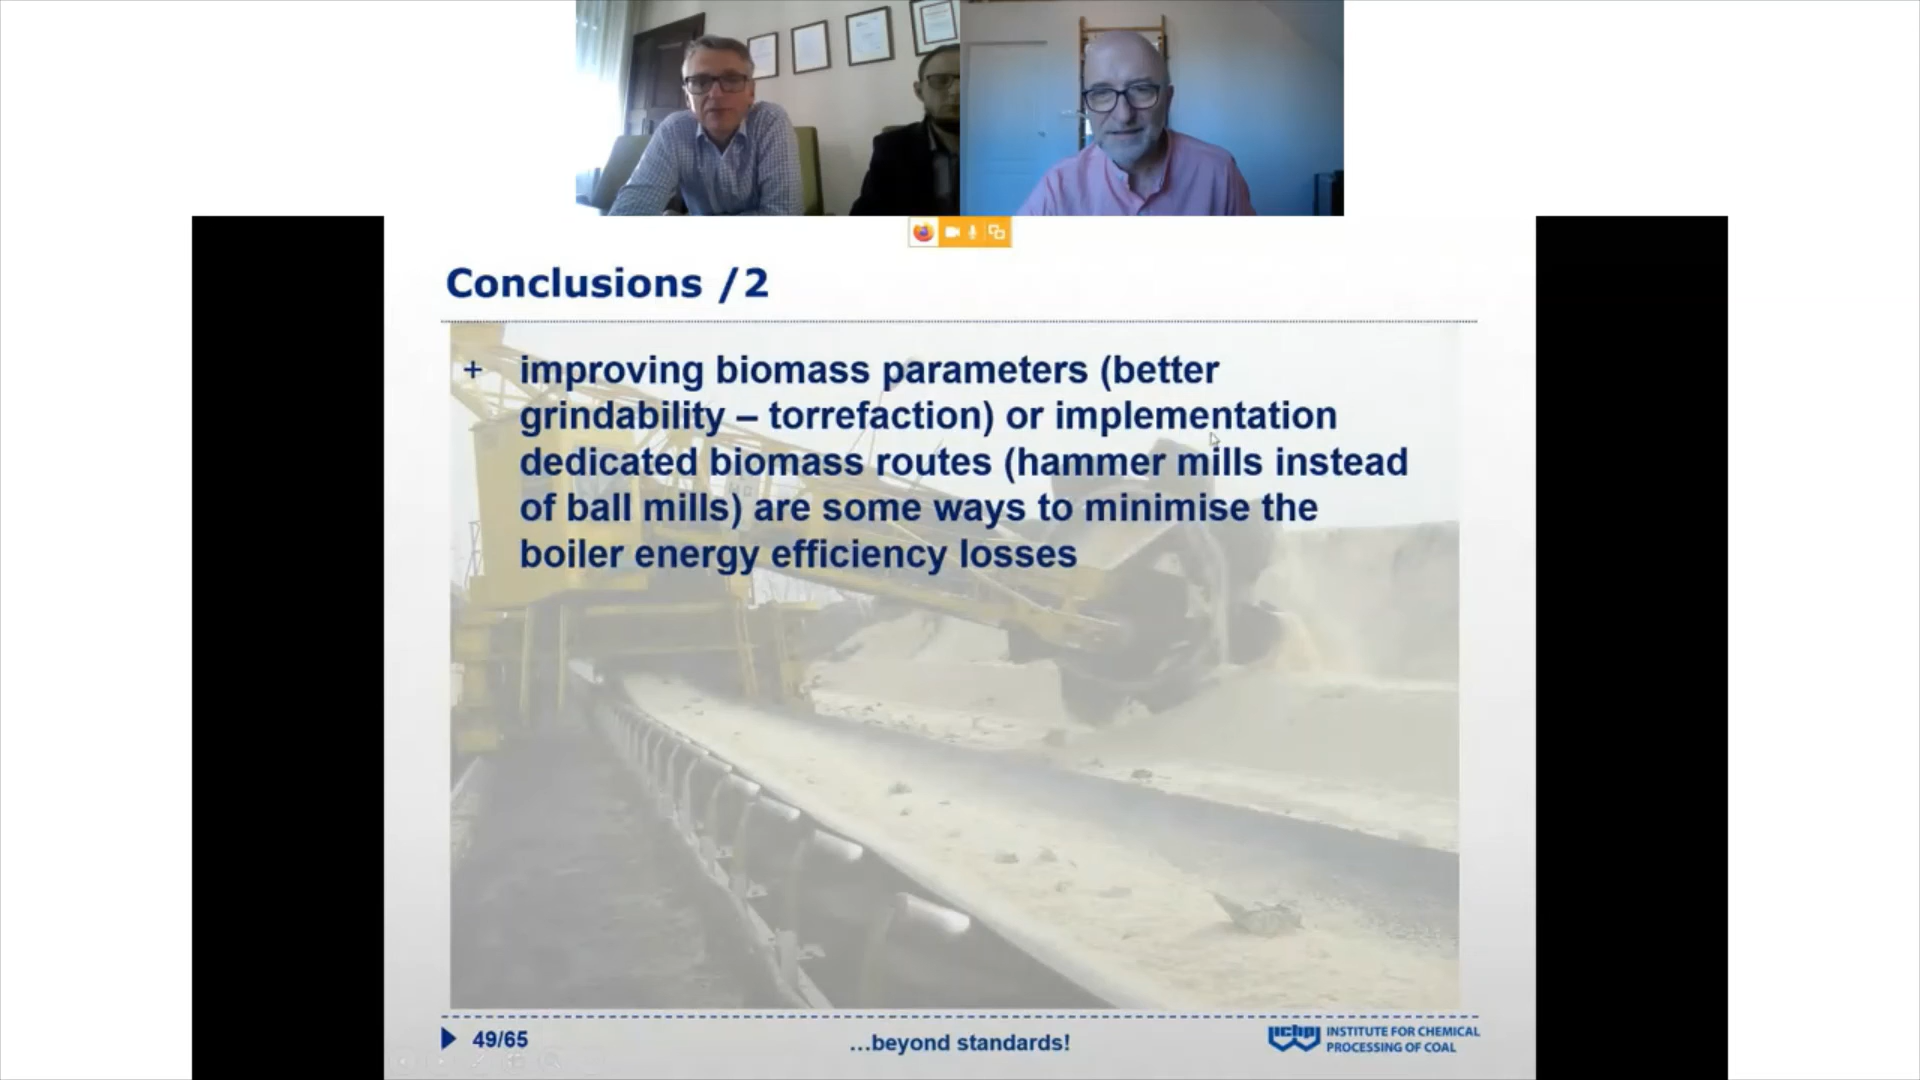 Conclusions /2
+ improving biomass parameters (better
grindability – torrefaction) or implementation
dedicated biomass routes (hammer mills instead
of ball mills) are some ways to minimise the
boiler energy efficiency losses
49/65
...beyond standards!
ichpw
INSTITUTE FOR CHEMICAL
PROCESSING OF COAL